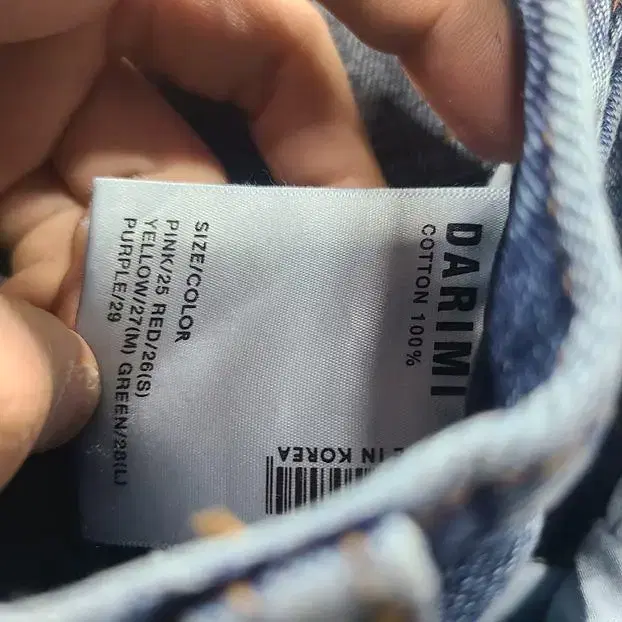 DARIMI
COTTON 100%
SIZE/COLOR
PINK/25 RED/26(S)
YELLOW/27(M) GREEN/28(L)
PURPLE/29
IN KOREA